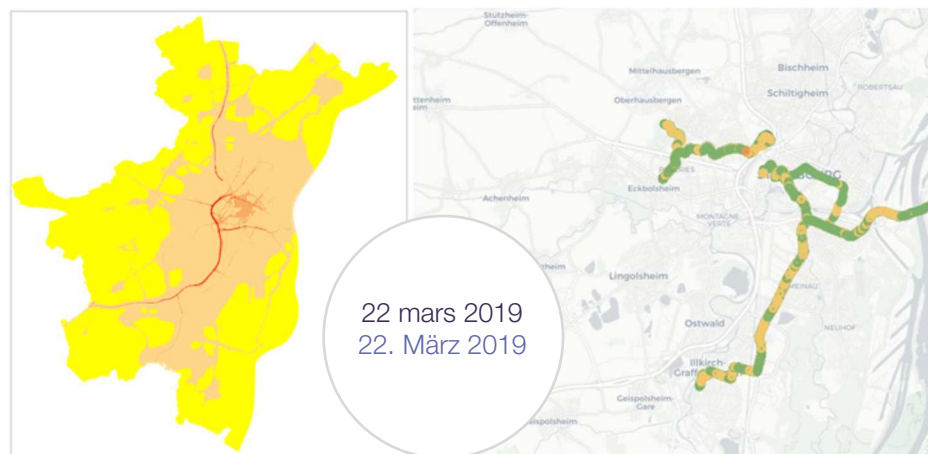 Stutzheim-
Offenheim
Mittelhausbergen
Bischheim
Schiltigheim
ROBERTSAU
Oberhausbergen
Eckbolsheim
Achenheim
MONTAGNE
VERTE
Lingolsheim
MEINAU
NEUHOF
Ostwald
Illkirch-
Geispolsheim-
Gare
22 mars 2019
22. März 2019